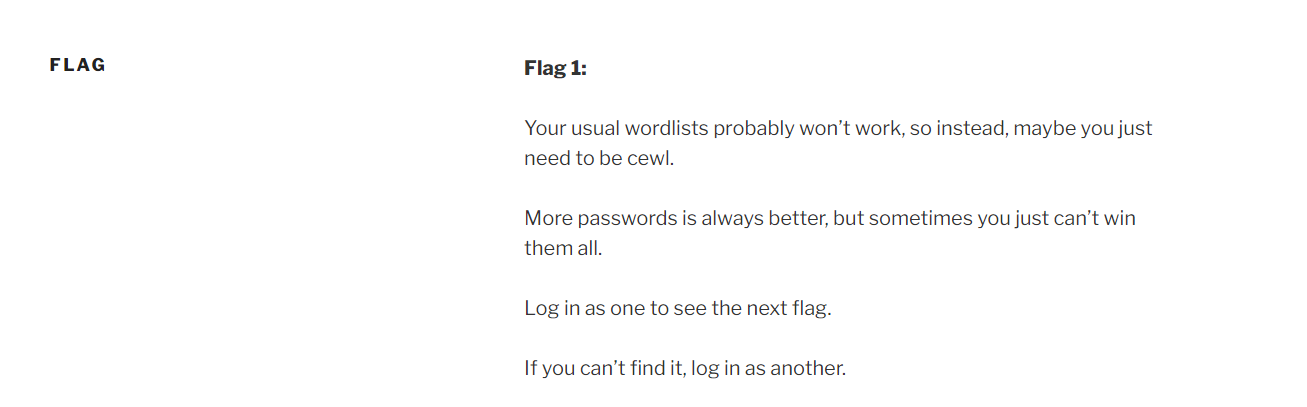 FLAG
Flag 1:
Your usual wordlists probably won’t work, so instead, maybe you just
need to be cewl.
More passwords is always better, but sometimes you just can’t win
them all.
Log in as one to see the next flag.
If you can’t find it, log in as another.